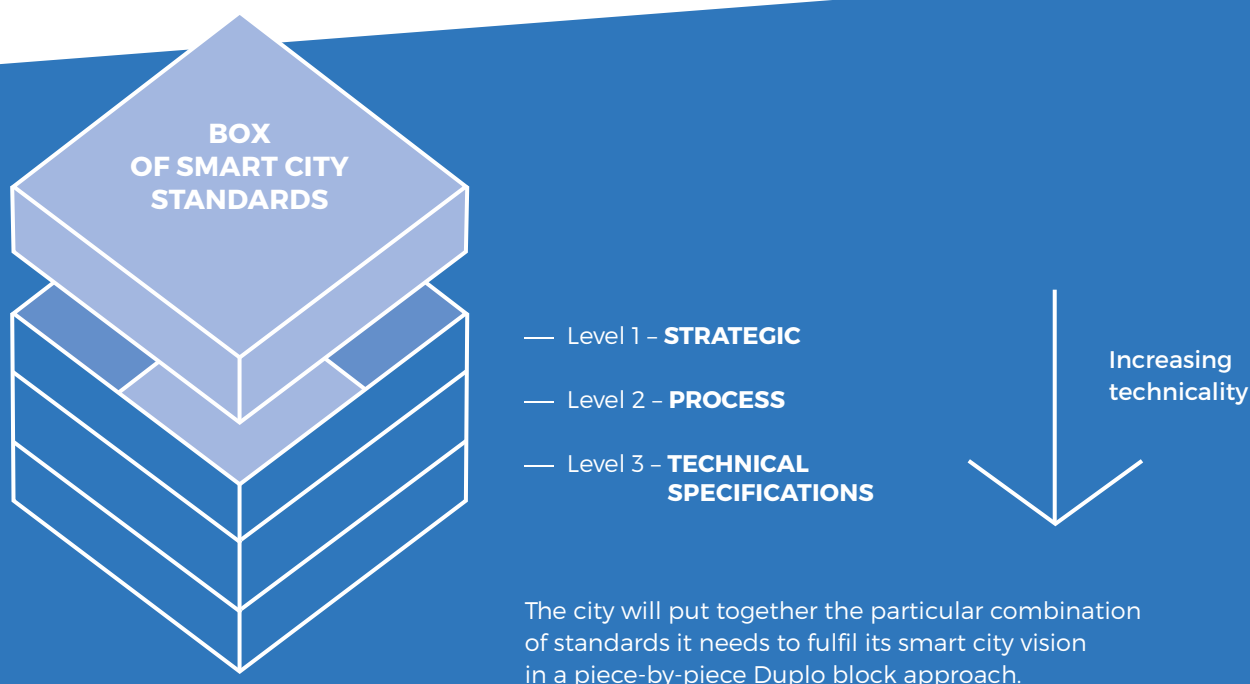 BOX
OF SMART CITY
STANDARDS
Level 1 – STRATEGIC
Level 2 – PROCESS
Level 3 – TECHNICAL
SPECIFICATIONS
Increasing
technicality
The city will put together the particular combination
of standards it needs to fulfil its smart city vision
in a piece-by-piece Duplo block approach.